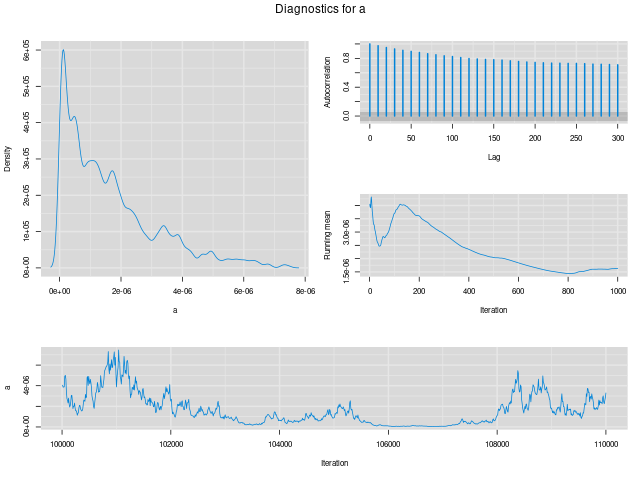 Diagnostics for a
Density
0e+00 1e+05 2e+05 3e+05 4e+05 5e+05 6e+05
0e+00 2e-06 4e-06 6e-06 8e-06
a
Autocorrelation
0.0 0.4 0.8
0 50 100 150 200 250 300
Lag
Running mean
1.5e-06 3.0e-06
0 200 400 600 800 1000
Iteration
a
0e+00 4e-06
100000 102000 104000 106000 108000 110000
Iteration